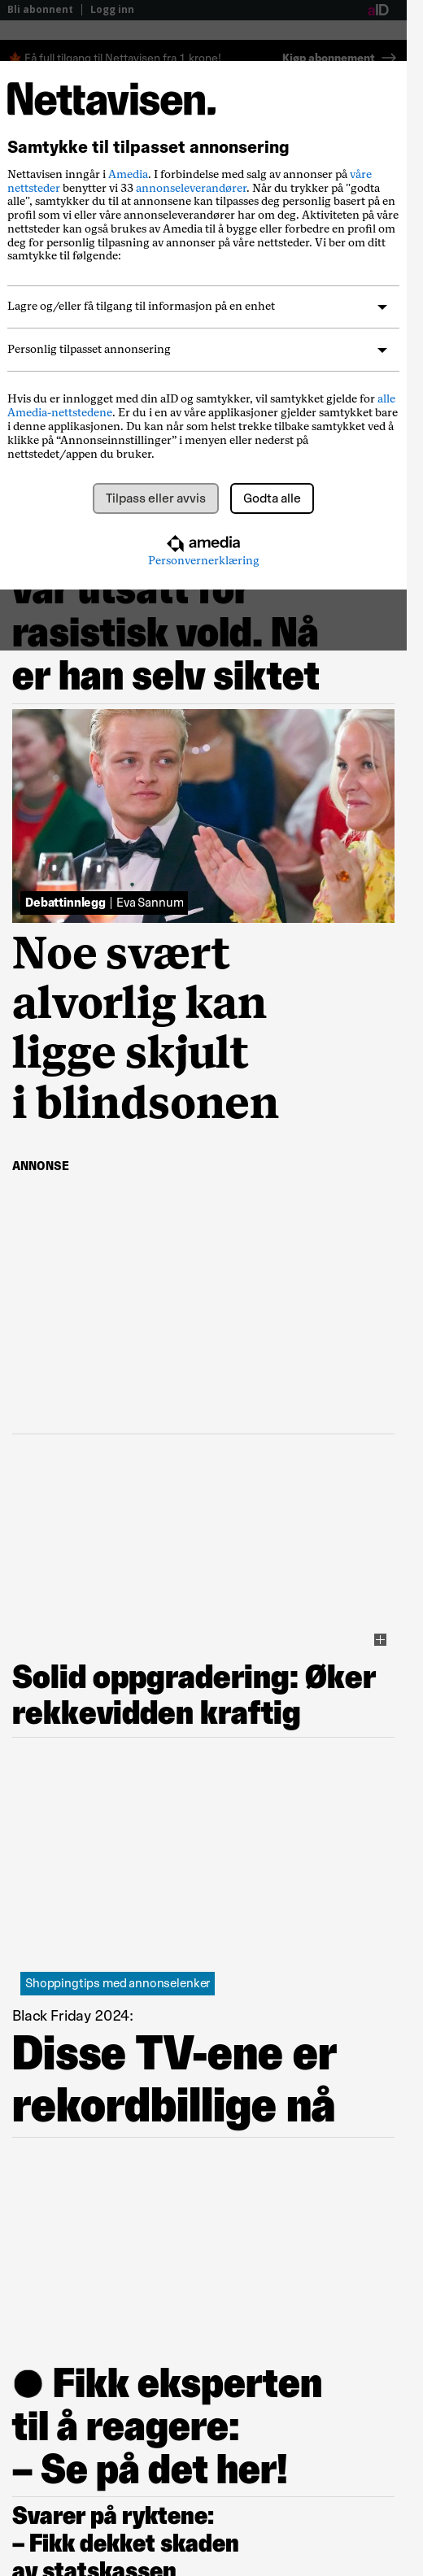 Bli abonnent | Logg inn
aID
Få full tilgang til Nettavisen fra 1 krone!
Kjøp abonnement →
Nettavisen.
Samtykke til tilpasset annonsering
Nettavisen inngår i Amedia. I forbindelse med salg av annonser på våre
nettsteder benytter vi 33 annonseleverandører. Når du trykker på "godta
alle", samtykker du til at annonsene kan tilpasses deg personlig basert på en
profil som vi eller våre annonseleverandører har om deg. Aktiviteten på våre
nettsteder kan også brukes av Amedia til å bygge eller forbedre en profil om
deg for personlig tilpasning av annonser på våre nettsteder. Vi ber om ditt
samtykke til følgende:
Lagre og/eller få tilgang til informasjon på en enhet
Personlig tilpasset annonsering
Hvis du er innlogget med din aID og samtykker, vil samtykket gjelde for alle
Amedia-nettstedene. Er du i en av våre applikasjoner gjelder samtykket bare
i denne applikasjonen. Du kan når som helst trekke tilbake samtykket ved å
klikke på “Annonseinnstillinger” i menyen eller nederst på
nettstedet/appen du bruker.
Tilpass eller avvis
Godta alle
amedia
Personvernerklæring
var utsatt for
rasistisk vold. Nå
er han selv siktet
Debattinnlegg | Eva Sannum
Noe svært
alvorlig kan
ligge skjult
i blindsonen
ANNONSE
Solid oppgradering: Øker
rekkevidden kraftig
Shoppingtips med annonselenker
Black Friday 2024:
Disse TV-ene er
rekordbillige nå
● Fikk eksperten
til å reagere:
– Se på det her!
Svarer på ryktene:
– Fikk dekket skaden
av statskassen